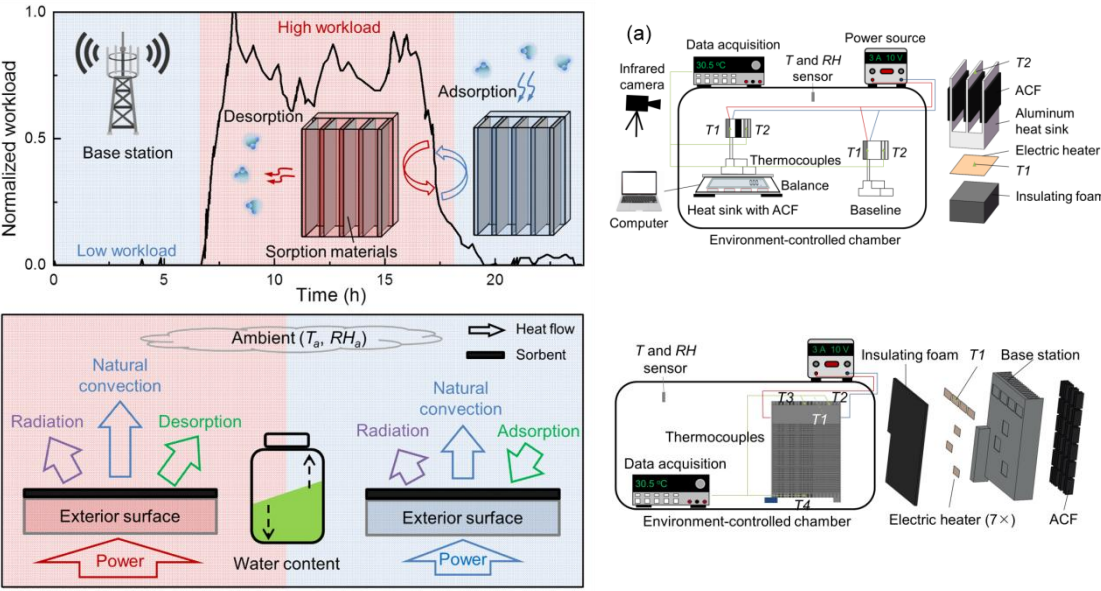 1.0
High workload
Normalized workload
Adsorption
Desorption
0.5
Base station
Low workload
Sorption materials
0.0
0
5
10
15
20
Time (h)
Ambient (Ta, RHa)
Heat flow
Sorbent
Natural
convection
Radiation
Desorption
Natural
convection
Radiation
Adsorption
Exterior surface
Exterior surface
Power
Water content
Power
(a)
Data acquisition
30.5 °C
Power source
3 A 10 V
T and RH
sensor
Infrared
camera
T1
T2
T1
T2
Thermocouples
Balance
Computer
Heat sink with ACF
Baseline
Environment-controlled chamber
T2
ACF
Aluminum
heat sink
Electric heater
T1
Insulating foam
3 A 10 V
T and RH
sensor
T3
T2
T1
Thermocouples
Data acquisition
30.5 °C
T4
Environment-controlled chamber
Insulating foam
T1
Base station
Electric heater (7×)
ACF